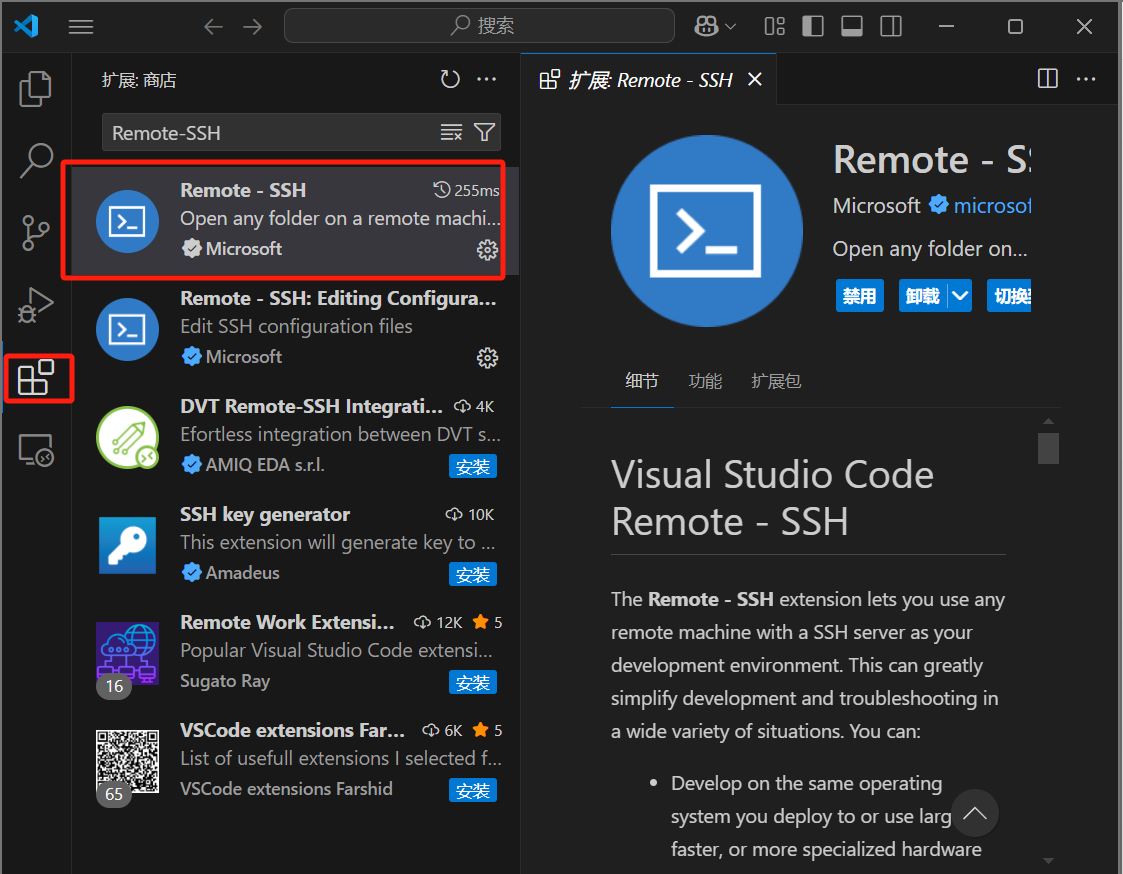 搜索
扩展: 商店
Remote-SSH
Remote - SSH
255ms
Open any folder on a remote machi...
Microsoft
Remote - SSH: Editing Configura...
Edit SSH configuration files
Microsoft
DVT Remote-SSH Integrati...
4K
Efortless integration between DVT s...
AMIQ EDA s.r.l.
安装
SSH key generator
10K
This extension will generate key to ...
Amadeus
安装
Remote Work Extensi...
12K
5
Popular Visual Studio Code extensi...
16
Sugato Ray
安装
VSCode extensions Far...
6K
5
List of usefull extensions I selected f...
65
VSCode extensions Farshid
安装
扩展: Remote - SSH
Remote - S
Microsoft
microsof
Open any folder on...
禁用
卸载
切换
细节
功能
扩展包
Visual Studio Code
Remote - SSH
The Remote - SSH extension lets you use any
remote machine with a SSH server as your
development environment. This can greatly
simplify development and troubleshooting in
a wide variety of situations. You can:
• Develop on the same operating
system you deploy to or use larg
faster, or more specialized hardware